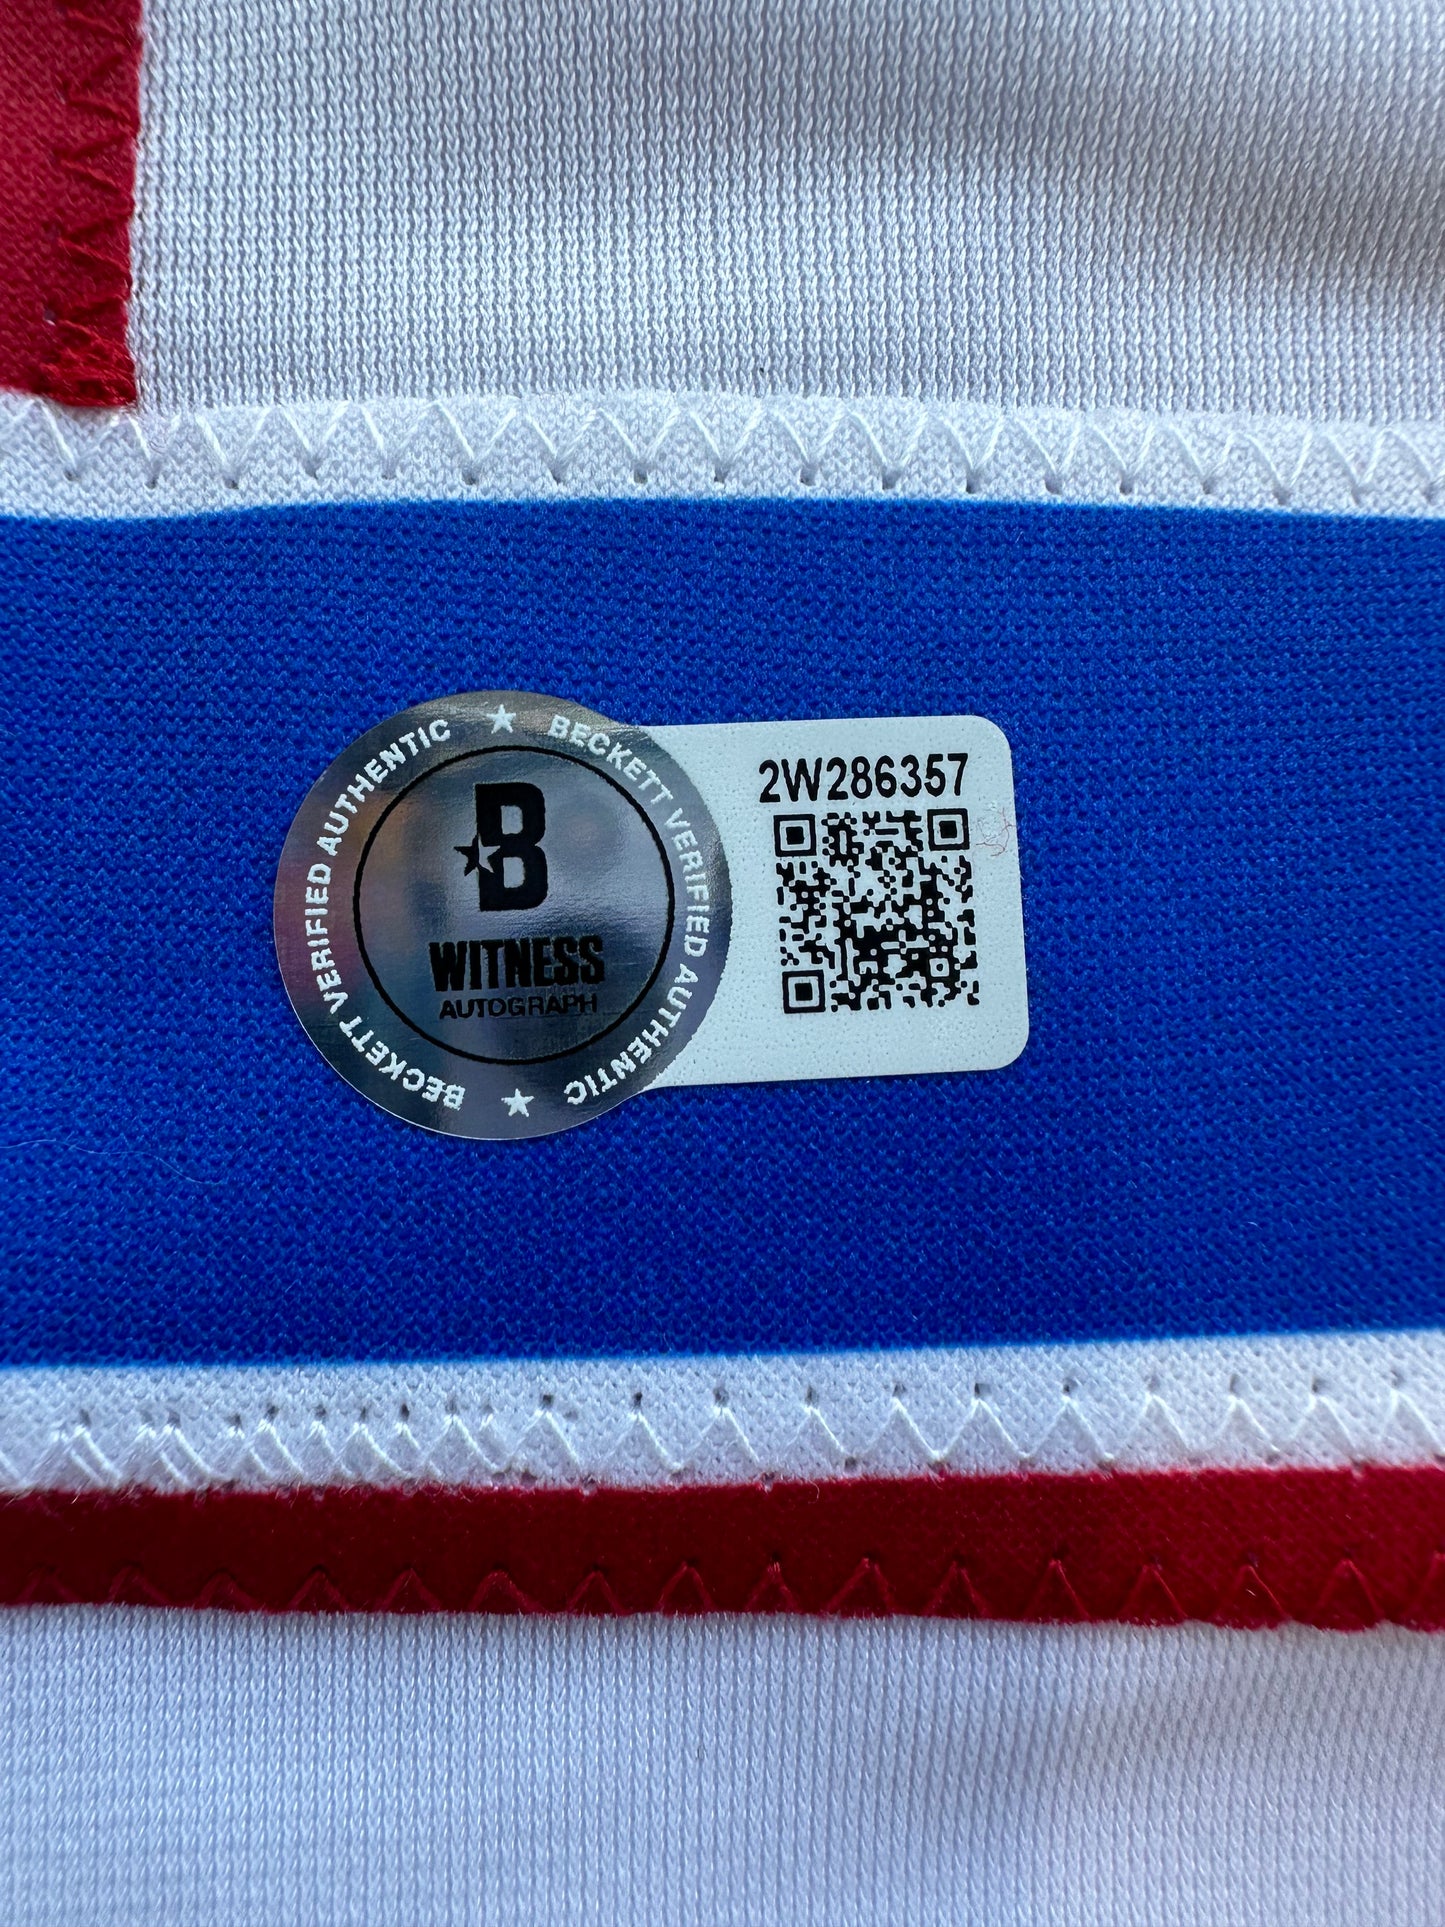 BECKETT VERIFIED AUTHENTIC ★ BECKETT VERIFIED AUTHENTIC ★
B
WITNESS
AUTOGRAPH
2W286357